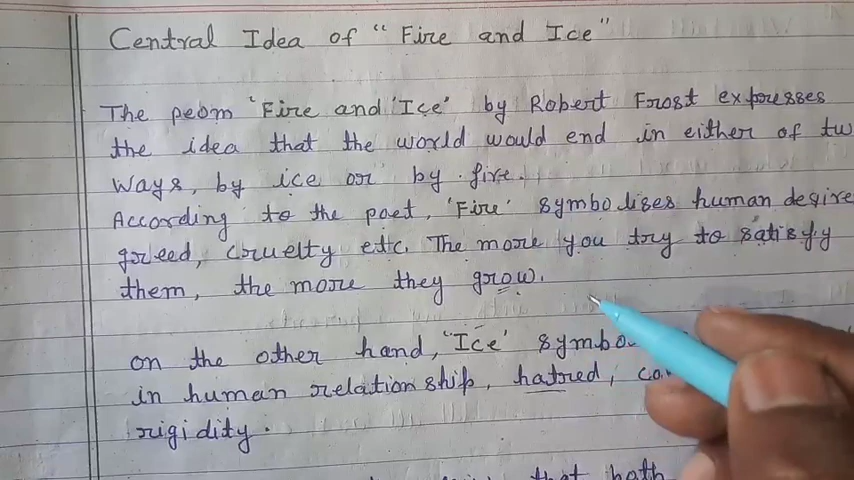 Central Idea of "Fire and Ice"
The peom 'Fire and 'Ice' by Robert Frost expresses
the idea that the world would end in either of tw
ways, by ice or by fire.
According to the poet, 'Fire' symbolises human desire
greed, cruelty etc. The more you try to satisfy
them, the more they grow.
on the other hand, "Ice' symbo
in human relationship, hatred, co
rigidity.
that both